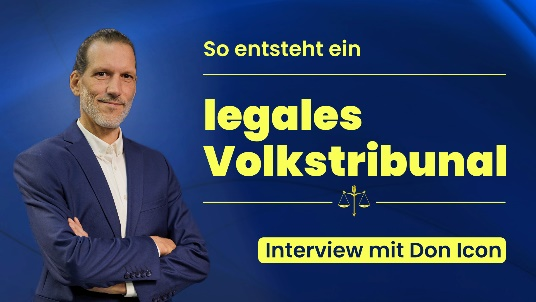 So entsteht ein
legales
Volkstribunal
Interview mit Don Icon